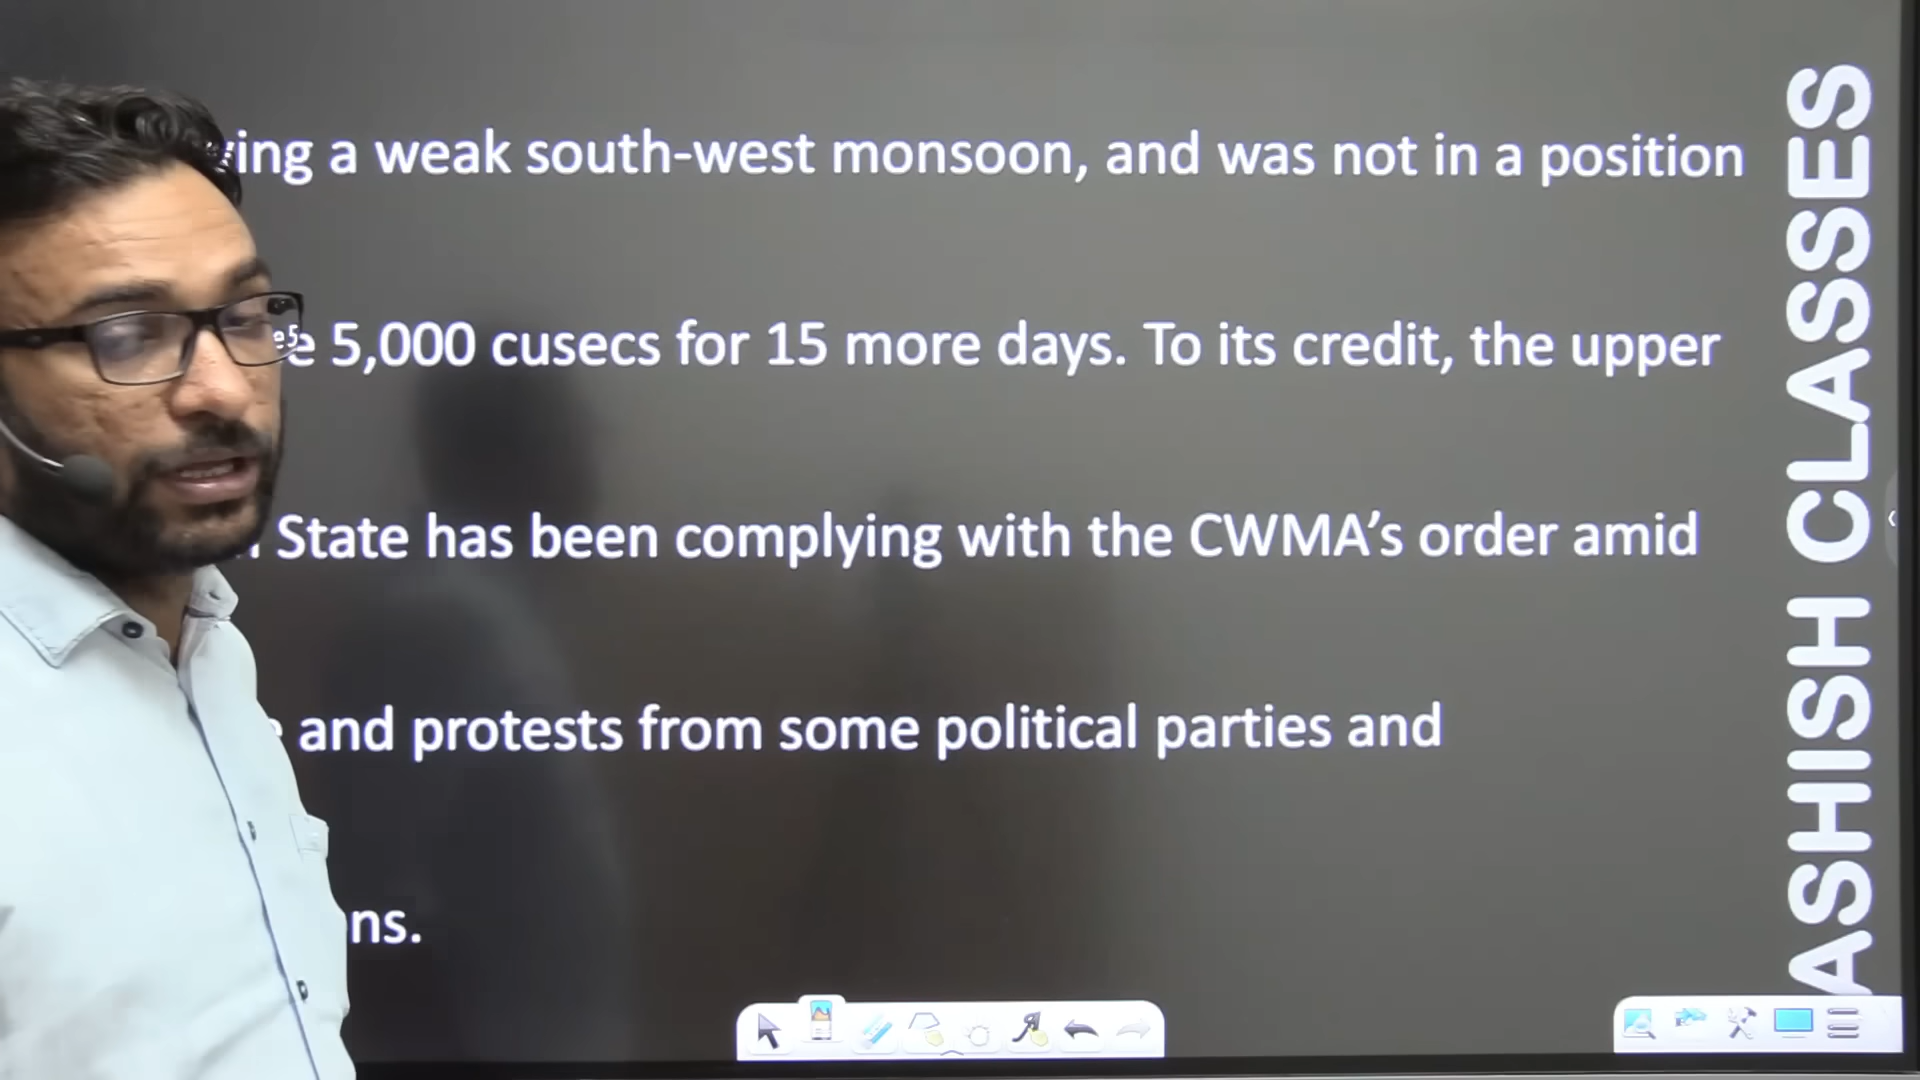 a weak south-west monsoon, and was not in a position
5,000 cusecs for 15 more days. To its credit, the upper
State has been complying with the CWMA's order amid
and protests from some political parties and
ASHISH CLASSES